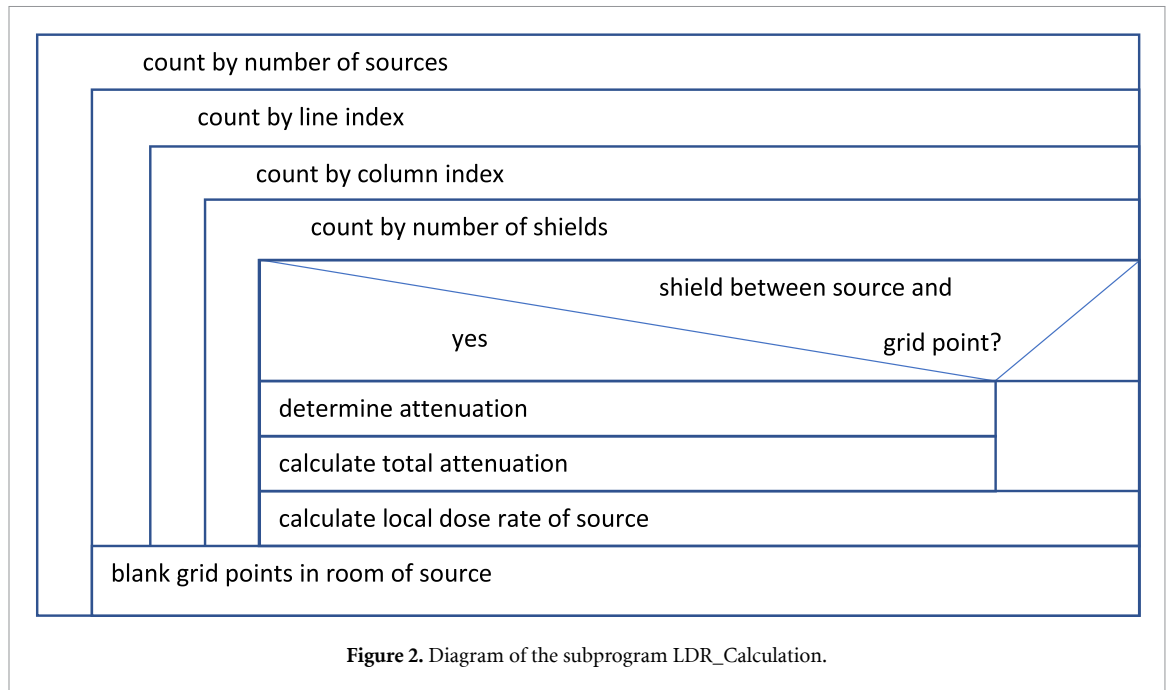 count by number of sources
count by line index
count by column index
count by number of shields
shield between source and
yes
grid point?
determine attenuation
calculate total attenuation
calculate local dose rate of source
blank grid points in room of source
Figure 2. Diagram of the subprogram LDR_Calculation.